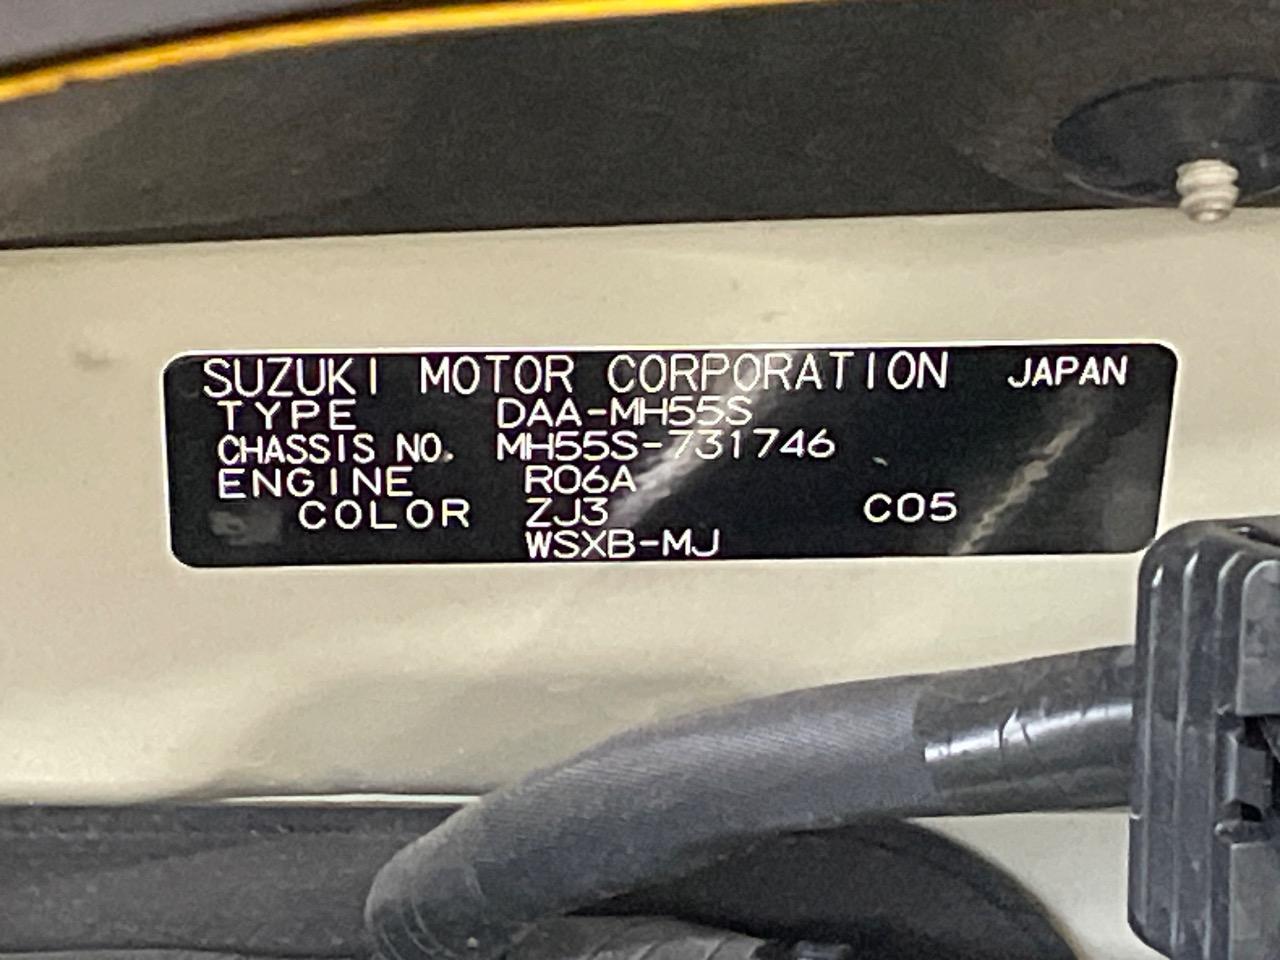 SUZUKI MOTOR CORPORATION JAPAN
TYPE DAA-MH55S
CHASSIS NO. MH55S-731746
ENGINE R06A
COLOR ZJ3 C05
WSXB-MJ